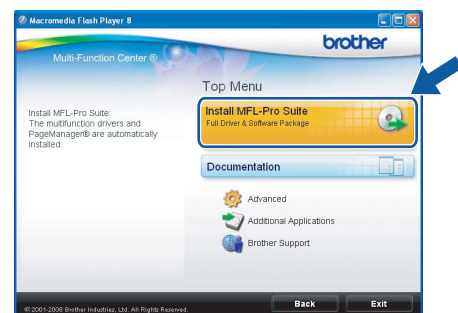 Macromedia Flash Player 8
brother
Multi-Function Center ®
Top Menu
Install MFL-Pro Suite:
The multifunction drivers and
PageManager® are automatically
installed.
Install MFL-Pro Suite
Full Driver & Software Package
Documentation
Advanced
Additional Applications
Brother Support
© 2001-2008 Brother Industries, Ltd. All Rights Reserved.
Back
Exit